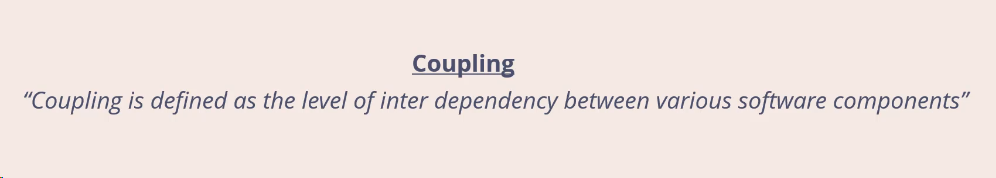 Coupling
“Coupling is defined as the level of inter dependency between various software components”